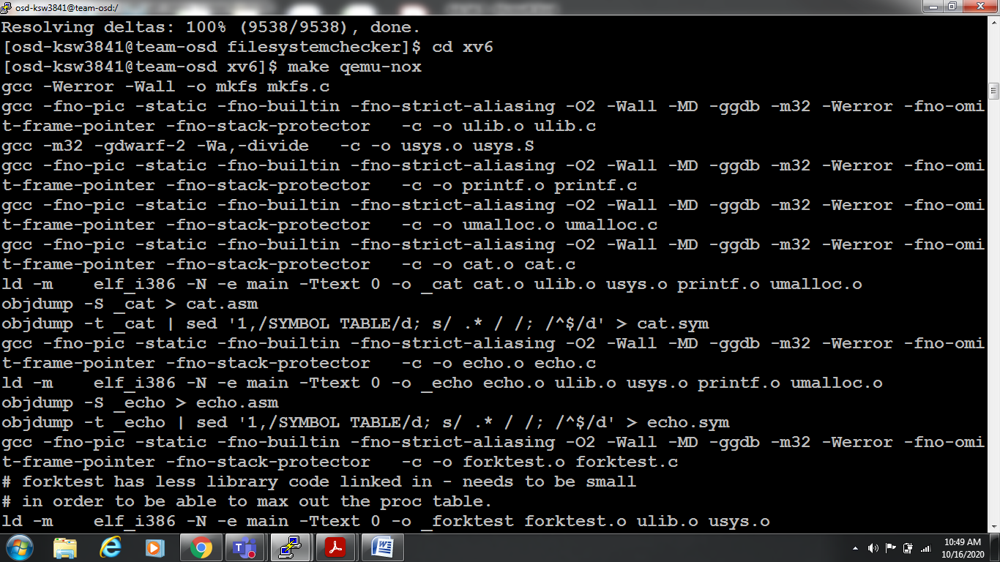 osd-ksw3841@team-osd:/
Resolving deltas: 100% (9538/9538), done.
[osd-ksw3841@team-osd filesystemchecker]$ cd xv6
[osd-ksw3841@team-osd xv6]$ make qemu-nox
gcc -Werror -Wall -o mkfs mkfs.c
gcc -fno-pic -static -fno-builtin -fno-strict-aliasing -O2 -Wall -MD -ggdb -m32 -Werror -fno-omi
t-frame-pointer -fno-stack-protector   -c -o ulib.o ulib.c
gcc -m32 -gdwarf-2 -Wa,-divide   -c -o usys.o usys.S
gcc -fno-pic -static -fno-builtin -fno-strict-aliasing -O2 -Wall -MD -ggdb -m32 -Werror -fno-omi
t-frame-pointer -fno-stack-protector   -c -o printf.o printf.c
gcc -fno-pic -static -fno-builtin -fno-strict-aliasing -O2 -Wall -MD -ggdb -m32 -Werror -fno-omi
t-frame-pointer -fno-stack-protector   -c -o umalloc.o umalloc.c
gcc -fno-pic -static -fno-builtin -fno-strict-aliasing -O2 -Wall -MD -ggdb -m32 -Werror -fno-omi
t-frame-pointer -fno-stack-protector   -c -o cat.o cat.c
ld -m    elf_i386 -N -e main -Ttext 0 -o _cat cat.o ulib.o usys.o printf.o umalloc.o
objdump -S _cat > cat.asm
objdump -t _cat | sed '1,/SYMBOL TABLE/d; s/ .* / /; /^$/d' > cat.sym
gcc -fno-pic -static -fno-builtin -fno-strict-aliasing -O2 -Wall -MD -ggdb -m32 -Werror -fno-omi
t-frame-pointer -fno-stack-protector   -c -o echo.o echo.c
ld -m    elf_i386 -N -e main -Ttext 0 -o _echo echo.o ulib.o usys.o printf.o umalloc.o
objdump -S _echo > echo.asm
objdump -t _echo | sed '1,/SYMBOL TABLE/d; s/ .* / /; /^$/d' > echo.sym
gcc -fno-pic -static -fno-builtin -fno-strict-aliasing -O2 -Wall -MD -ggdb -m32 -Werror -fno-omi
t-frame-pointer -fno-stack-protector   -c -o forktest.o forktest.c
# forktest has less library code linked in - needs to be small
# in order to be able to max out the proc table.
ld -m    elf_i386 -N -e main -Ttext 0 -o _forktest forktest.o ulib.o usys.o
10:49 AM
10/16/2020